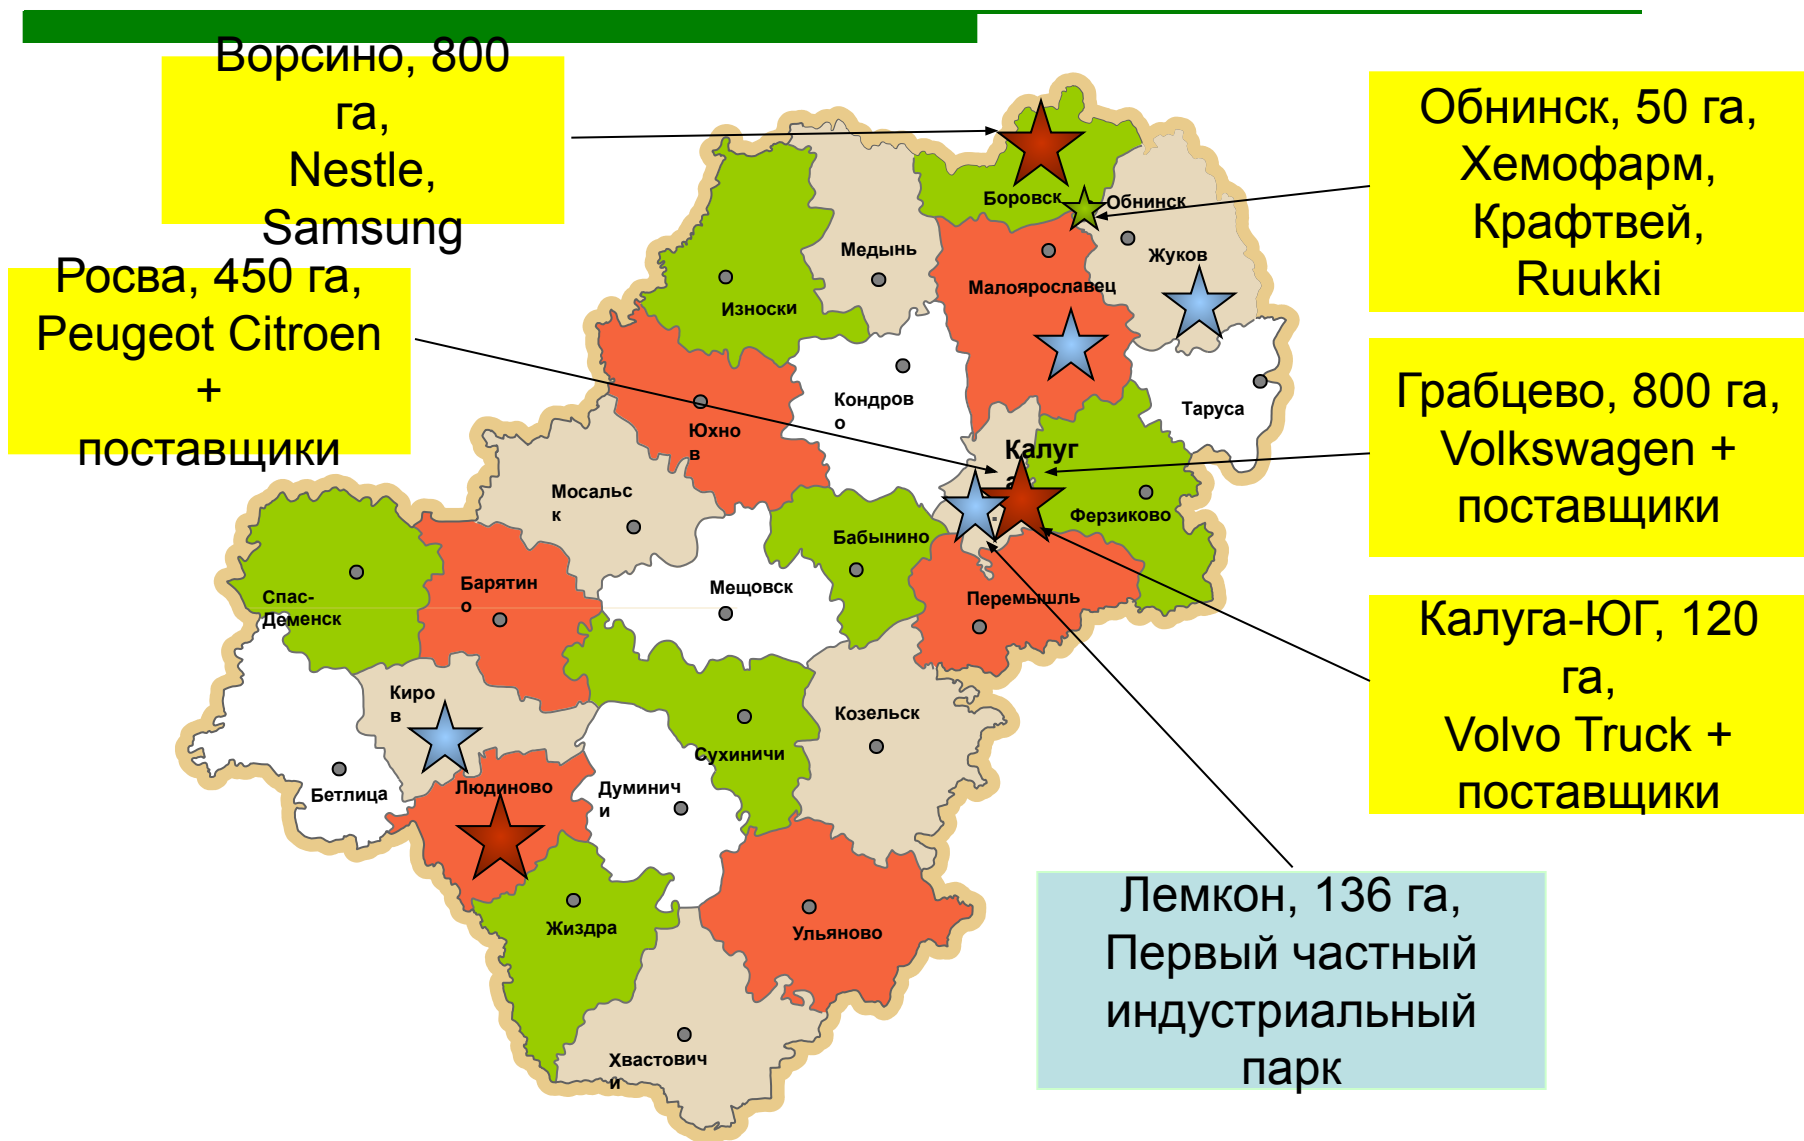 Ворсино, 800
га,
Nestle,
Samsung
Обнинск, 50 га,
Хемофарм,
Крафтвей,
Ruukki
Росва, 450 га,
Peugeot Citroen
+
поставщики
Грабцево, 800 га,
Volkswagen +
поставщики
Калуга-ЮГ, 120
га,
Volvo Truck +
поставщики
Лемкон, 136 га,
Первый частный
индустриальный
парк
Боровск
Обнинск
Медынь
Жуков
Износки
Малоярославец
Кондров
о
Таруса
Юхно
в
Калуг
а
Мосальс
к
Ферзиково
Бабынино
Барятин
о
Мещовск
Спас-
Деменск
Перемышль
Киро
в
Козельск
Сухиничи
Людиново
Думинич
и
Бетлица
Жиздра
Ульяново
Хвастович
и